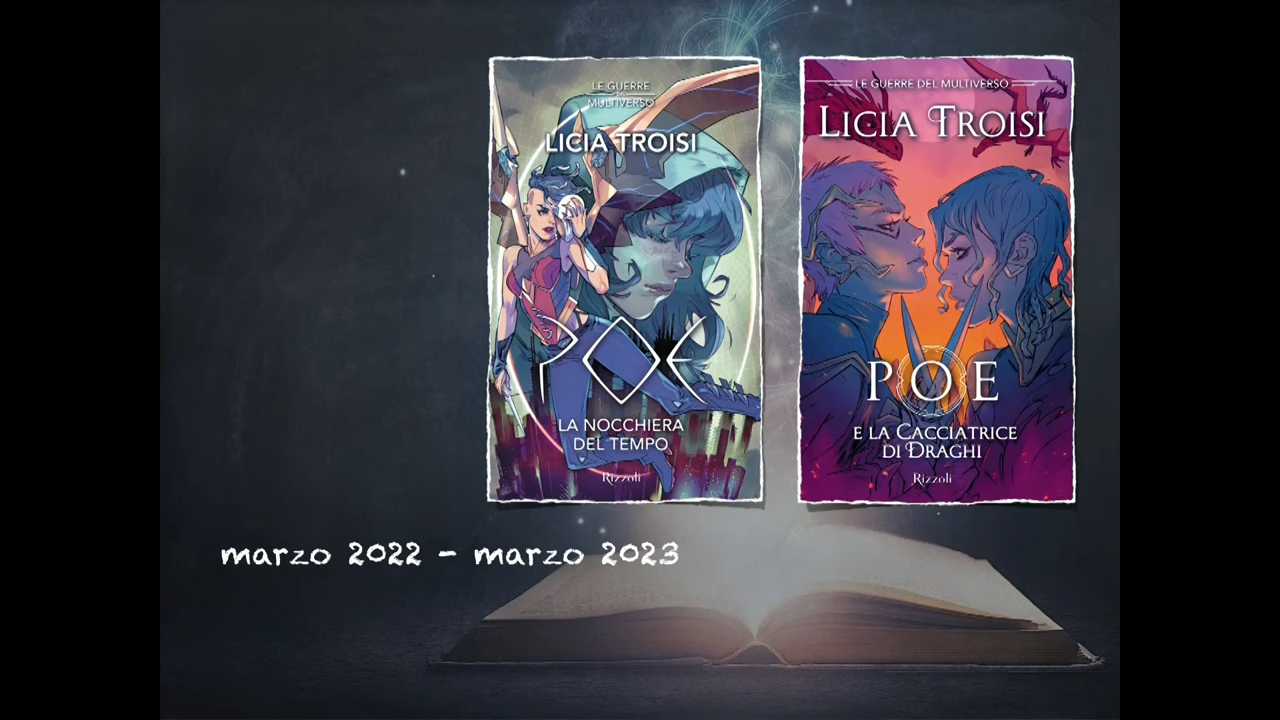 LE GUERRE
DEL
MULTIVERSO
LICIA TROISI
POE
LA NOCCHIERA
DEL TEMPO
Rizzoli
LE GUERRE DEL MULTIVERSO
LICIA TROISI
POE
E LA CACCIATRICE
DI DRAGHI
Rizzoli
marzo 2022 - marzo 2023